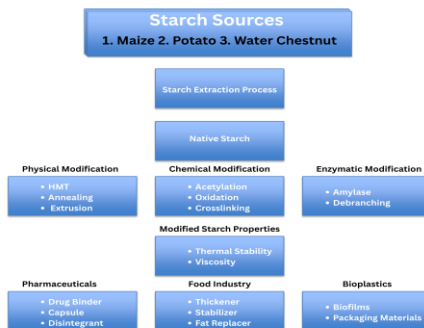 Starch Sources
1. Maize 2. Potato 3. Water Chestnut
Starch Extraction Process
Native Starch
Physical Modification
• HMT
• Annealing
• Extrusion
Chemical Modification
• Acetylation
• Oxidation
• Crosslinking
Enzymatic Modification
• Amylase
• Debranching
Modified Starch Properties
• Thermal Stability
• Viscosity
Pharmaceuticals
• Drug Binder
• Capsule
• Disintegrant
Food Industry
• Thickener
• Stabilizer
• Fat Replacer
Bioplastics
• Biofilms
• Packaging Materials